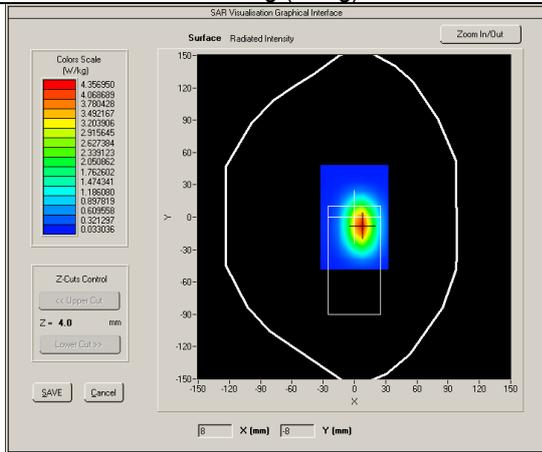 SAR Visualisation Graphical Interface
Surface Radiated Intensity
Zoom In/Out
Colors Scale
(W/kg)
4.356950
4.068689
3.780428
3.492167
3.203906
2.915645
2.627384
2.339123
2.050862
1.762602
1.474341
1.186080
0.897819
0.609558
0.321297
0.033036
Z-Cuts Control
<< Upper Cut
Z = 4.0 mm
Lower Cut >>
SAVE Cancel
150
120
90
60
30
0
-30
-60
-90
-120
-150
Y
-150 -120 -90 -60 -30 0 30 60 90 120 150
X
8 X (mm) -8 Y (mm)